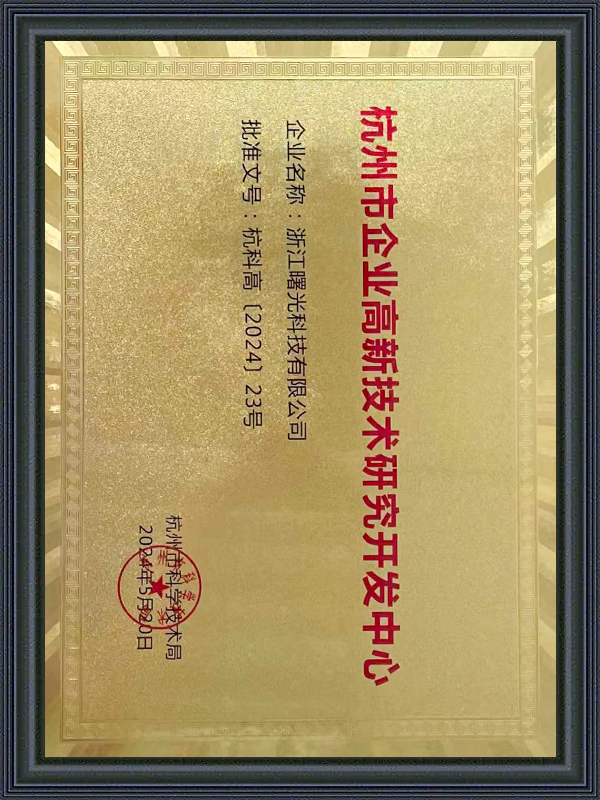 杭州市企业高新技术研究开发中心
企业名称：浙江曙光科技有限公司
批准文号：杭科高〔2024〕23号
杭州市科学技术局
2024年5月20日